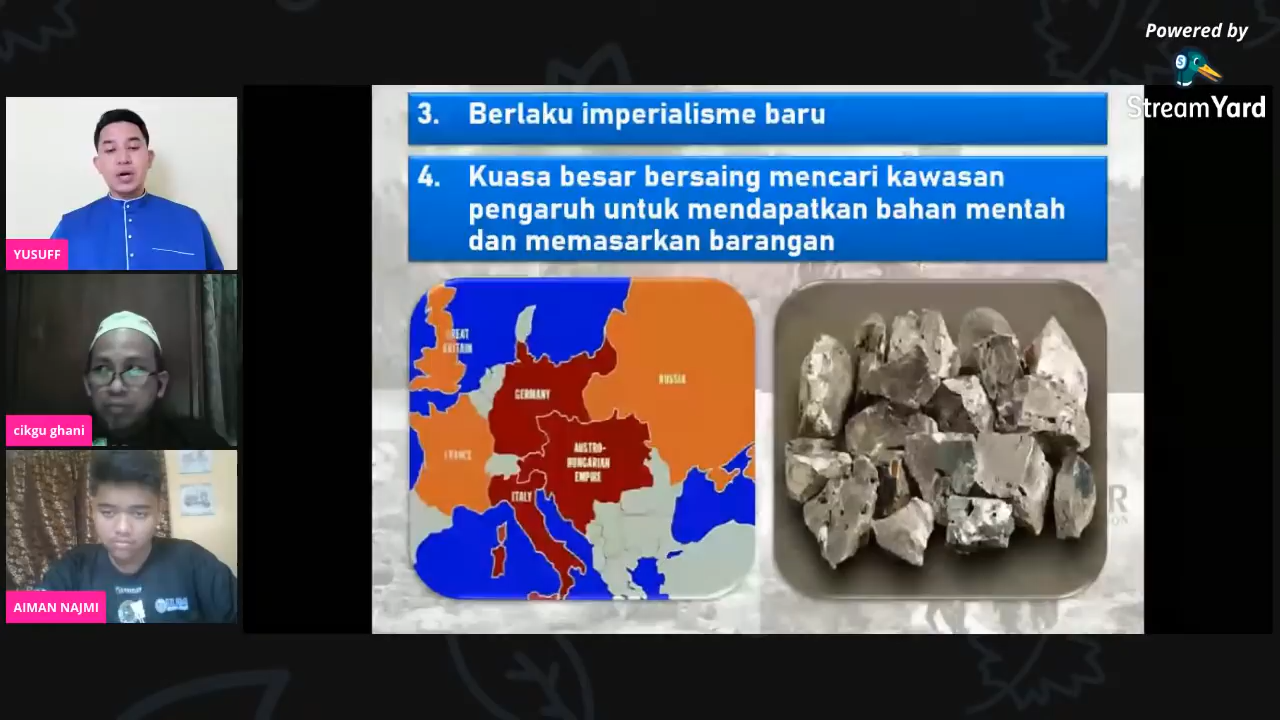 Powered by
StreamYard
YUSUFF
cikgu ghani
AIMAN NAJMI
3. Berlaku imperialisme baru
4. Kuasa besar bersaing mencari kawasan
pengaruh untuk mendapatkan bahan mentah
dan memasarkan barangan
GREAT
BRITAIN
GERMANY
RUSSIA
FRANCE
AUSTRO-
HUNGARIAN
EMPIRE
ITALY